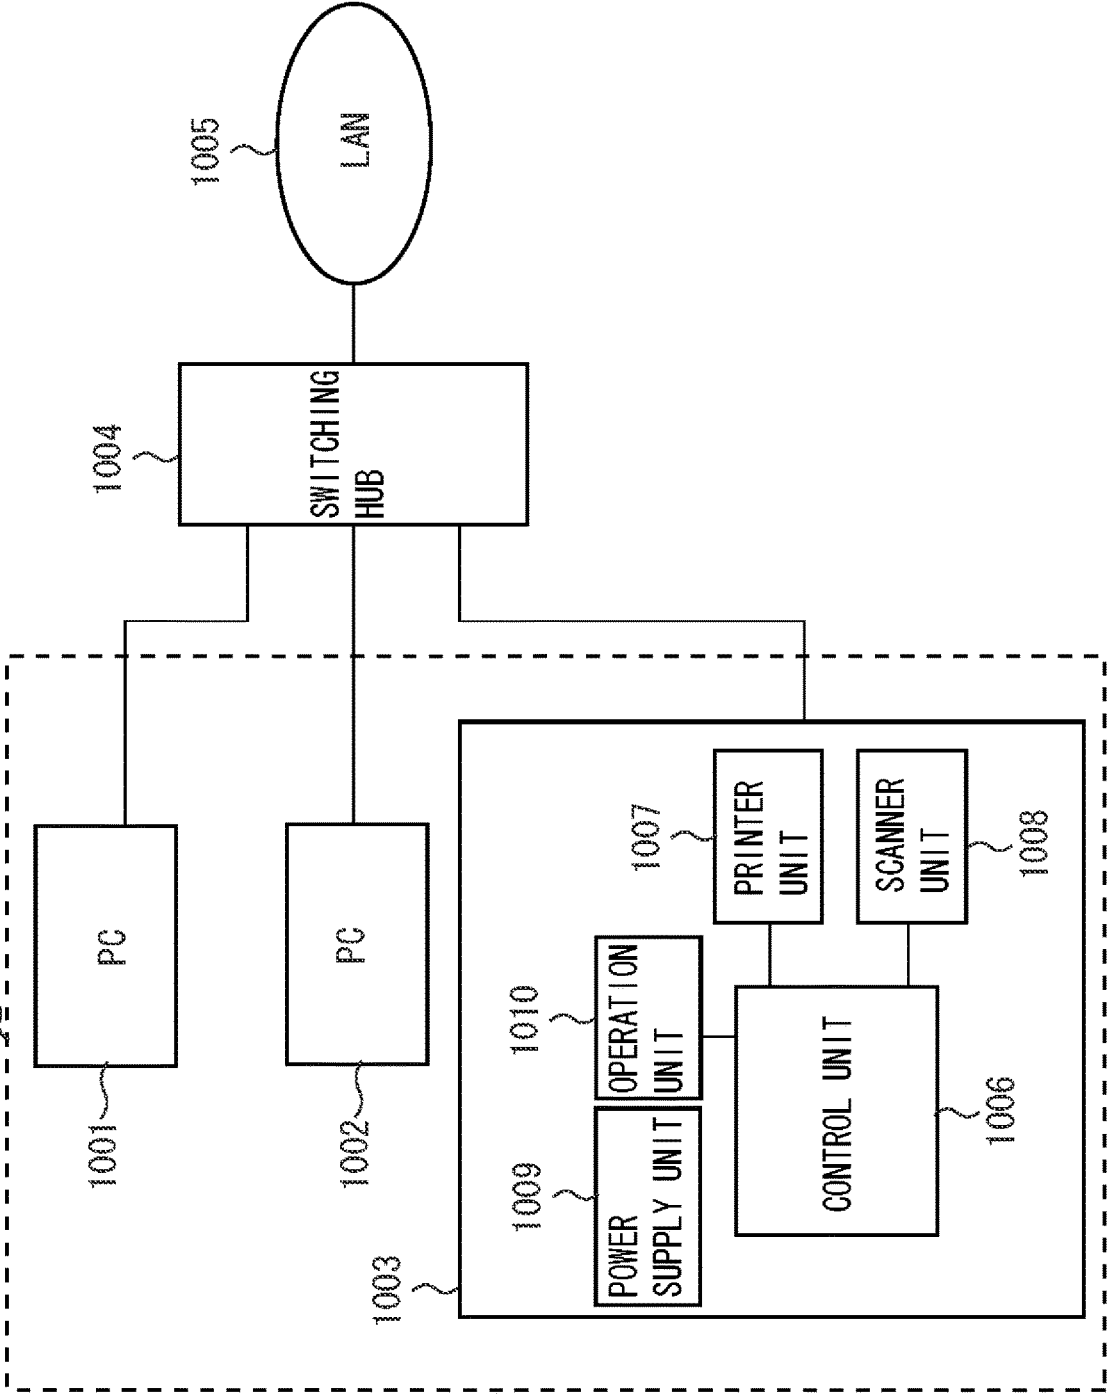 1001
PC
1002
PC
1003
1009
POWER
SUPPLY UNIT
1010
OPERATION
UNIT
CONTROL UNIT
1006
1007
PRINTER
UNIT
SCANNER
UNIT
1008
1004
SWITCHING
HUB
1005
LAN